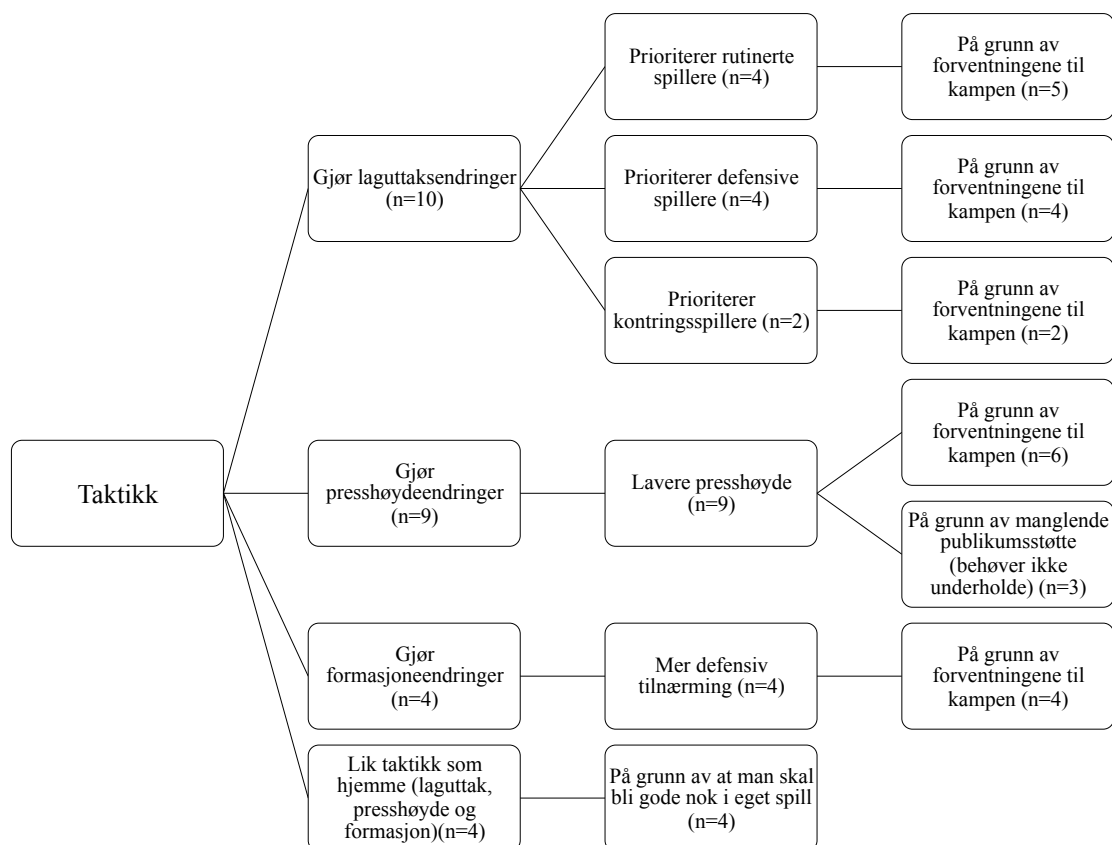 Taktikk
Gjør laguttaksendringer
(n=10)
Prioriterer rutinerte
spillere (n=4)
På grunn av
forventningene til
kampen (n=5)
Prioriterer defensive
spillere (n=4)
På grunn av
forventningene til
kampen (n=4)
Prioriterer
kontringsspillere (n=2)
På grunn av
forventningene til
kampen (n=2)
Gjør
presshøydeendringer
(n=9)
Lavere presshøyde
(n=9)
På grunn av
forventningene til
kampen (n=6)
På grunn av manglende
publikumsstøtte
(behøver ikke
underholde) (n=3)
Gjør
formasjoneendringer
(n=4)
Mer defensiv
tilnærming (n=4)
På grunn av
forventningene til
kampen (n=4)
Lik taktikk som
hjemme (laguttak,
presshøyde og
formasjon)(n=4)
På grunn av at man skal
bli gode nok i eget spill
(n=4)